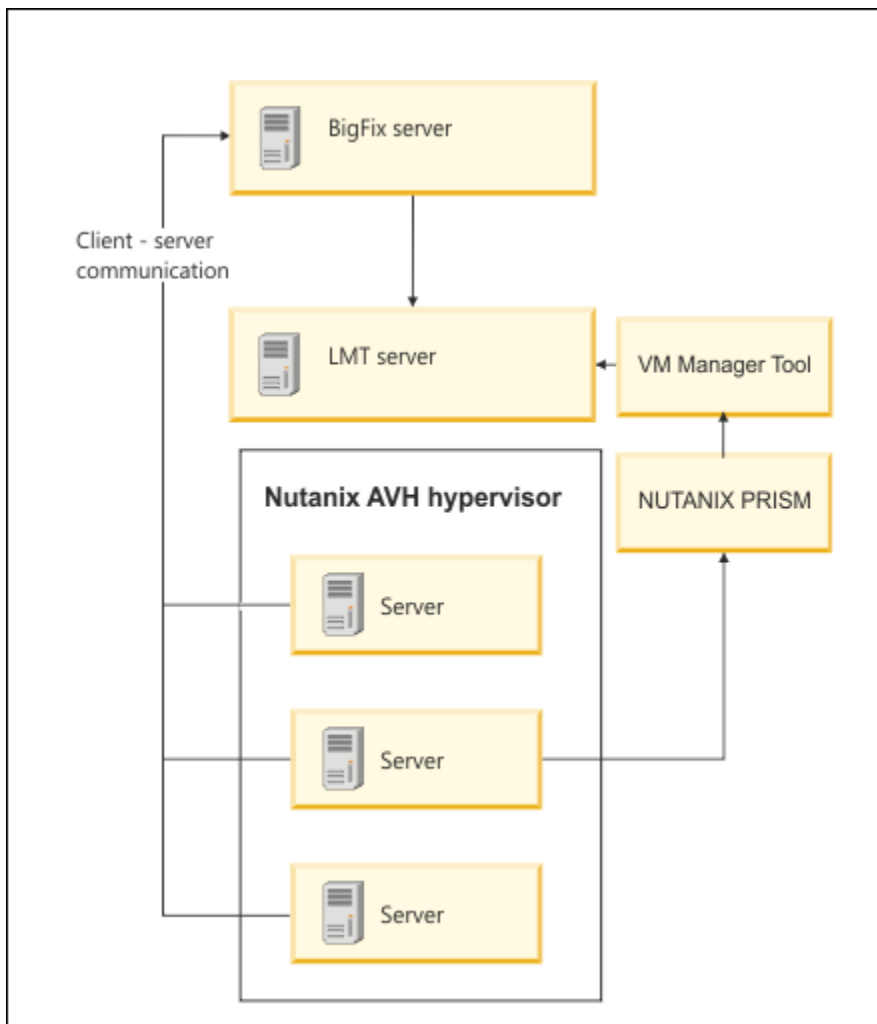 BigFix server
Client - server
communication
LMT server
VM Manager Tool
Nutanix AVH hypervisor
NUTANIX PRISM
Server
Server
Server